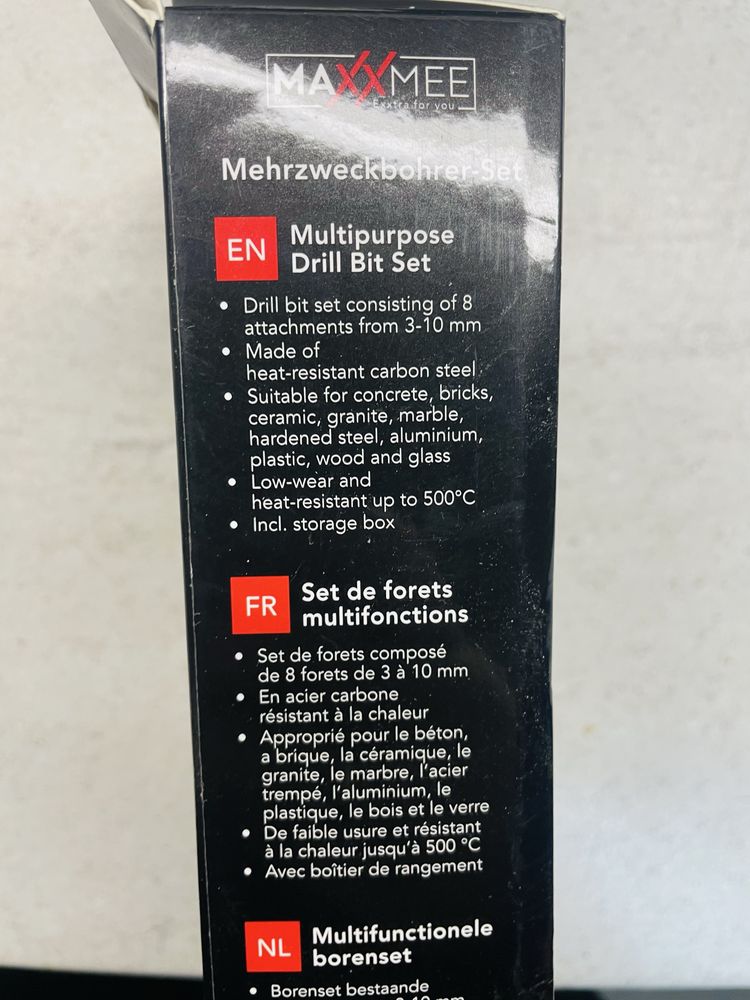 MAXXMEE
Exxtra for you
Mehrzweckbohrer-Set
EN
Multipurpose
Drill Bit Set
• Drill bit set consisting of 8
attachments from 3-10 mm
• Made of
heat-resistant carbon steel
• Suitable for concrete, bricks,
ceramic, granite, marble,
hardened steel, aluminium,
plastic, wood and glass
• Low-wear and
heat-resistant up to 500°C
• Incl. storage box
FR
Set de forets
multifonctions
• Set de forets composé
de 8 forets de 3 à 10 mm
• En acier carbone
résistant à la chaleur
• Approprié pour le béton,
a brique, la céramique, le
granite, le marbre, l'acier
trempé, l'aluminium, le
plastique, le bois et le verre
• De faible usure et résistant
à la chaleur jusqu'à 500 °C
• Avec boîtier de rangement
NL
Multifunctionele
borenset
• Borenset bestaande
3-10 mm